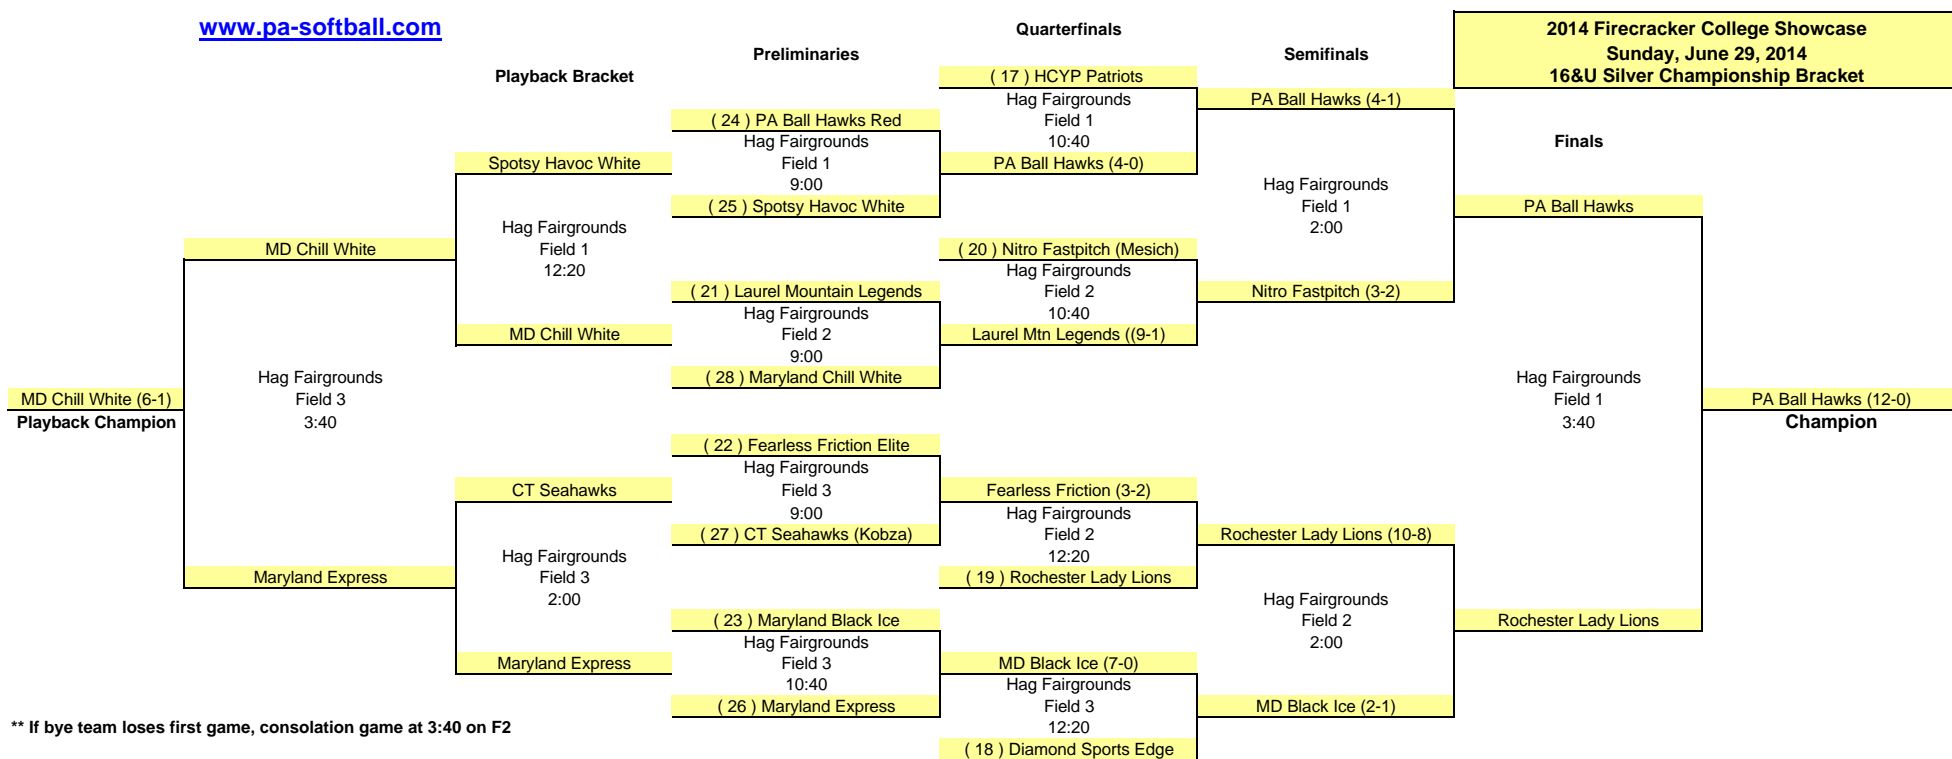 www.pa-softball.com
Quarterfinals
2014 Firecracker College Showcase
Sunday, June 29, 2014
16&U Silver Championship Bracket
Preliminaries
Semifinals
Playback Bracket
( 17 ) HCYP Patriots
Hag Fairgrounds
Field 1
10:40
PA Ball Hawks (4-1)
( 24 ) PA Ball Hawks Red
Hag Fairgrounds
Field 1
9:00
Finals
Spotsy Havoc White
PA Ball Hawks (4-0)
Hag Fairgrounds
Field 1
2:00
( 25 ) Spotsy Havoc White
PA Ball Hawks
Hag Fairgrounds
Field 1
12:20
MD Chill White
( 20 ) Nitro Fastpitch (Mesich)
Hag Fairgrounds
Field 2
10:40
( 21 ) Laurel Mountain Legends
Nitro Fastpitch (3-2)
Hag Fairgrounds
Field 2
9:00
MD Chill White
Laurel Mtn Legends ((9-1)
( 28 ) Maryland Chill White
Hag Fairgrounds
Field 3
3:40
Hag Fairgrounds
Field 1
3:40
MD Chill White (6-1)
Playback Champion
PA Ball Hawks (12-0)
Champion
( 22 ) Fearless Friction Elite
Hag Fairgrounds
Field 3
9:00
CT Seahawks
Fearless Friction (3-2)
Hag Fairgrounds
Field 2
12:20
( 27 ) CT Seahawks (Kobza)
Rochester Lady Lions (10-8)
Hag Fairgrounds
Field 3
2:00
Maryland Express
( 19 ) Rochester Lady Lions
Hag Fairgrounds
Field 2
2:00
( 23 ) Maryland Black Ice
Rochester Lady Lions
Hag Fairgrounds
Field 3
10:40
Maryland Express
MD Black Ice (7-0)
Hag Fairgrounds
Field 3
12:20
( 26 ) Maryland Express
MD Black Ice (2-1)
** If bye team loses first game, consolation game at 3:40 on F2
( 18 ) Diamond Sports Edge